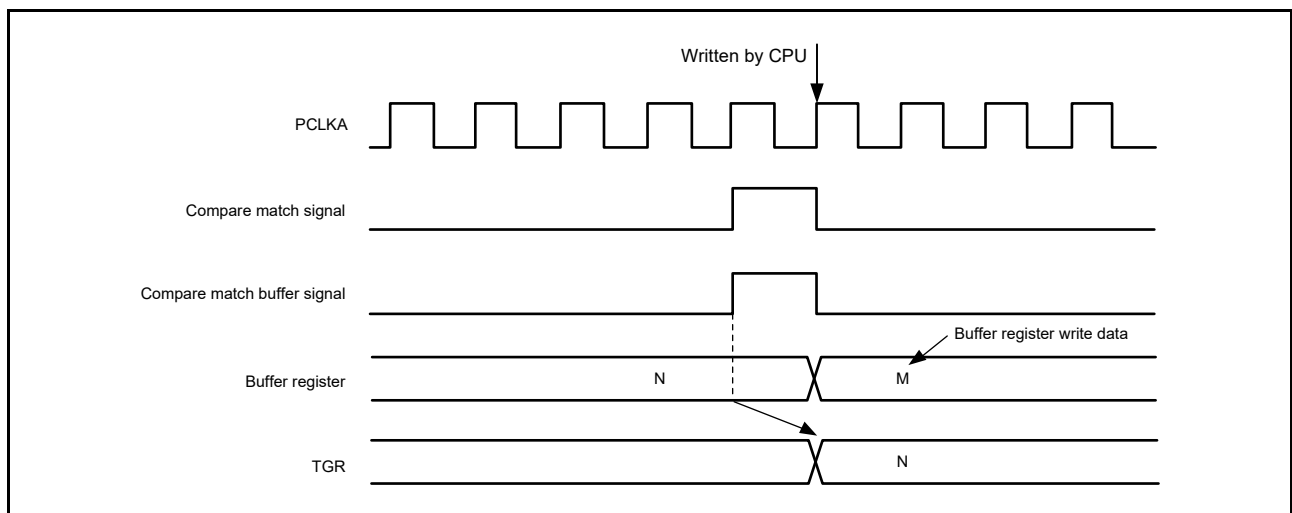 Written by CPU
PCLKA
Compare match signal
Compare match buffer signal
Buffer register write data
Buffer register
N
M
TGR
N